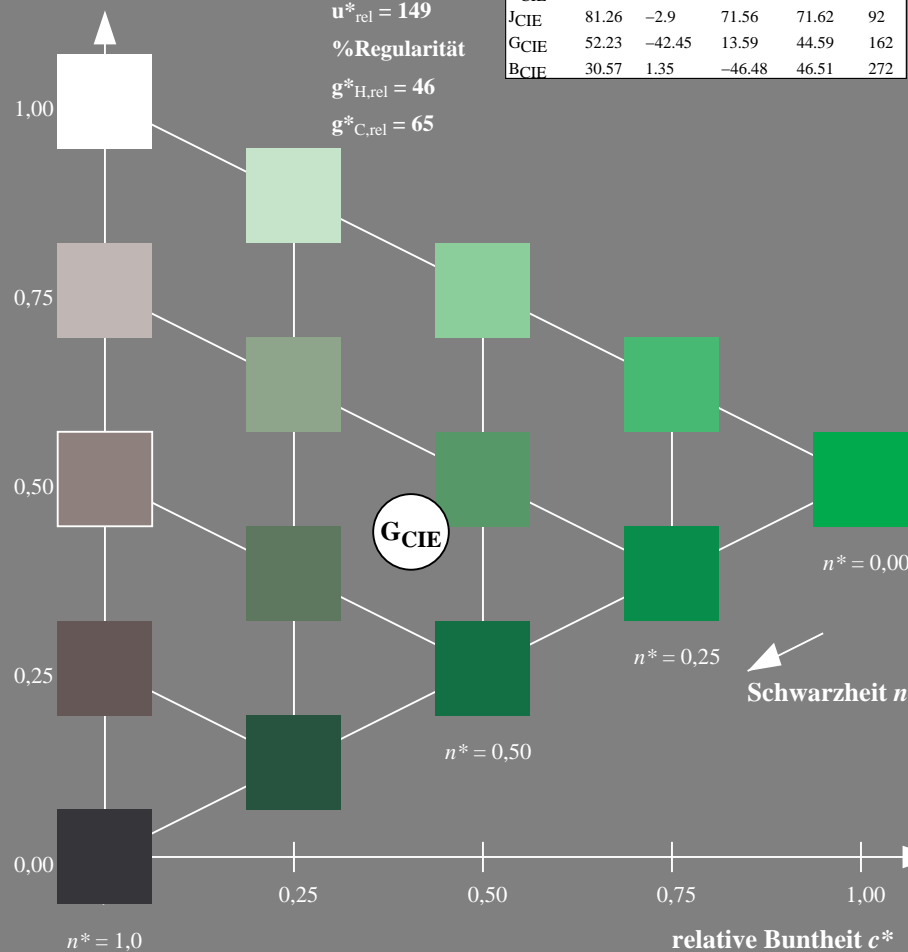 u*rel = 149
%Regularität
g*H,rel = 46
g*C,rel = 65
JCIE 81.26 −2.9 71.56 71.62 92
GCIE 52.23 −42.45 13.59 44.59 162
BCIE 30.57 1.35 −46.48 46.51 272
1,00
0,75
0,50
GCIE
n* = 0,00
n* = 0,25
0,25
Schwarzheit n
n* = 0,50
0,00
0,25 0,50 0,75 1,00
n* = 1,0
relative Buntheit c*